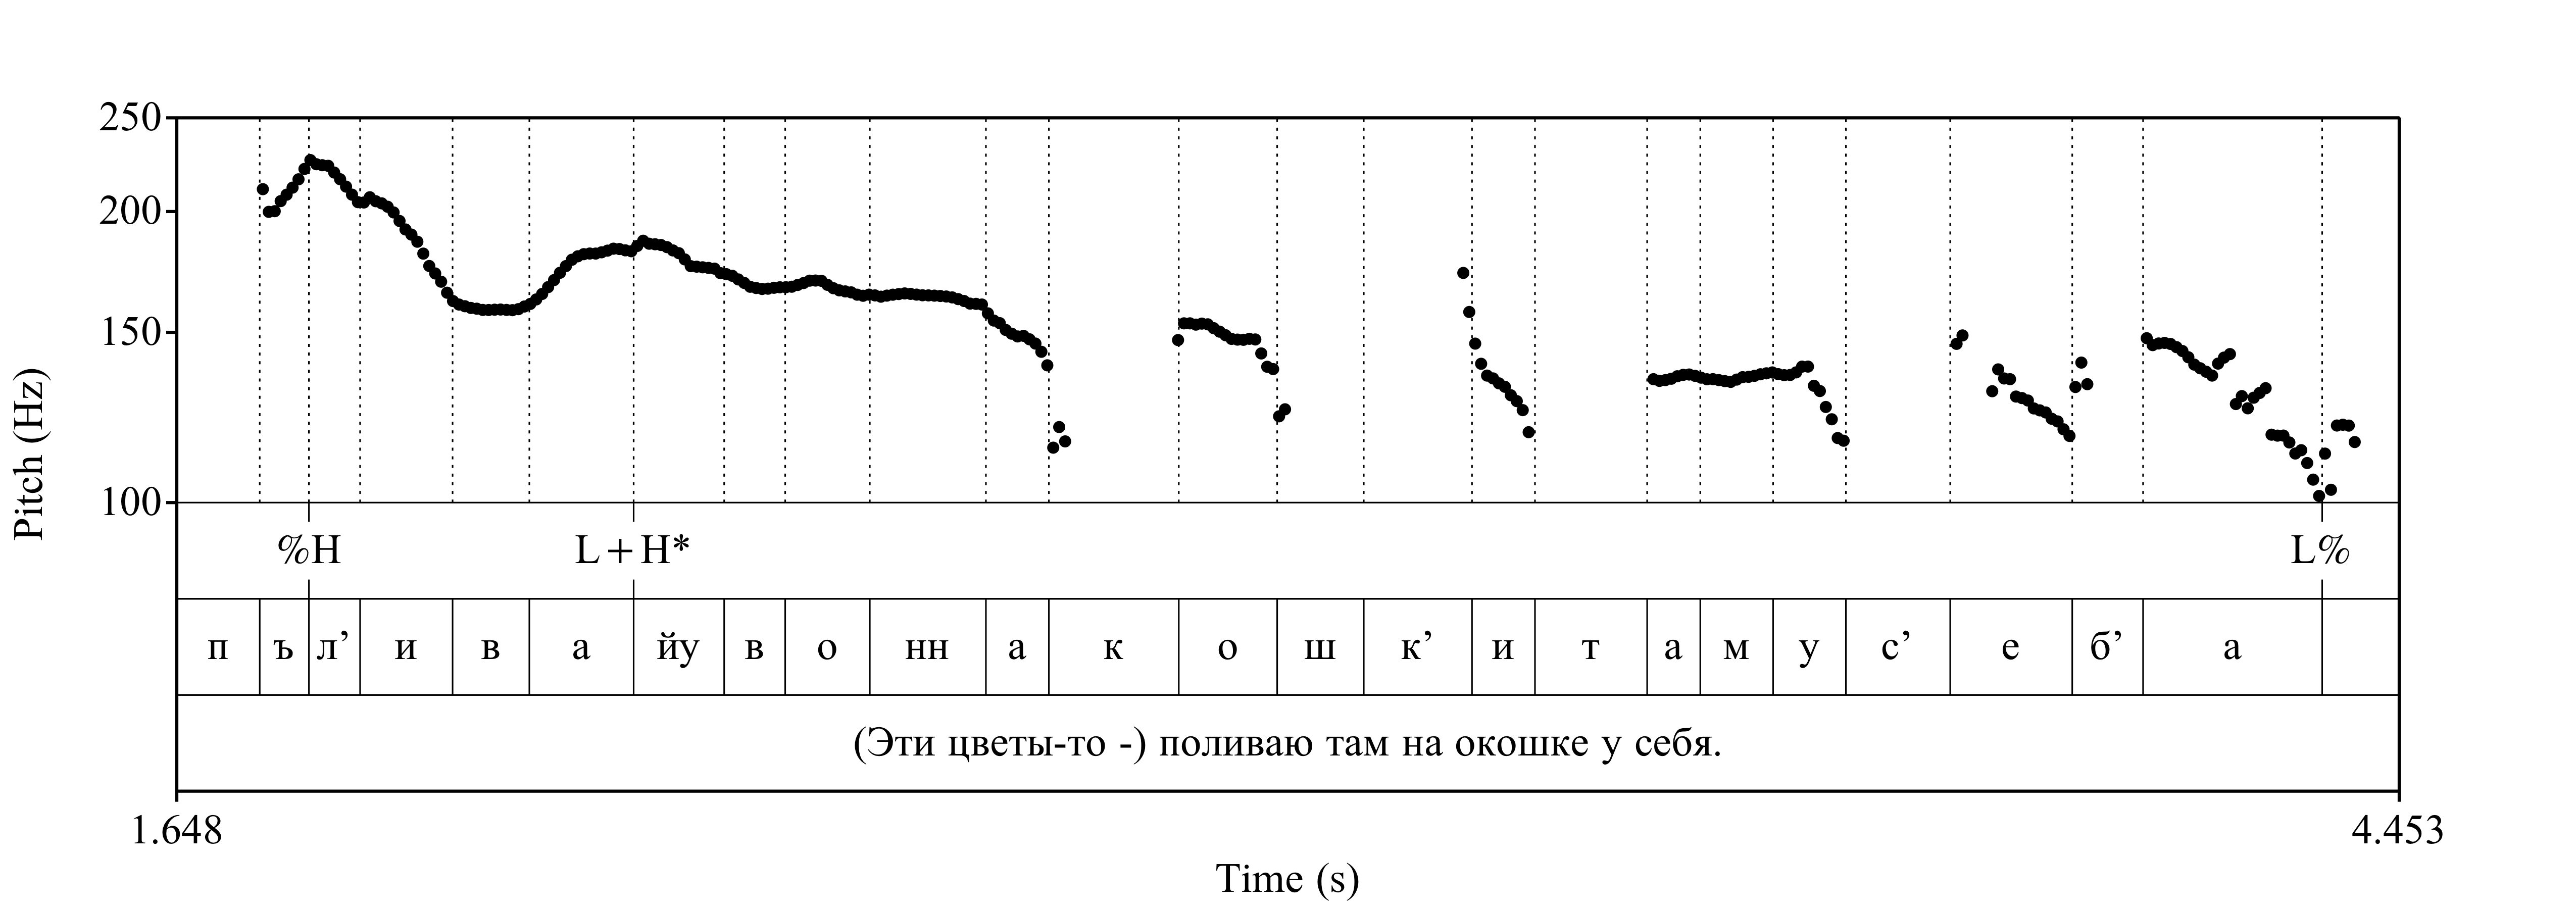 250
200
150
100
Pitch (Hz)
%H L+H* L%
п ъ л’ и в а йу в о нн а к о ш к’ и т а м у с’ е б’ а
(Эти цветы-то -) поливаю там на окошке у себя.
1.648 4.453
Time (s)